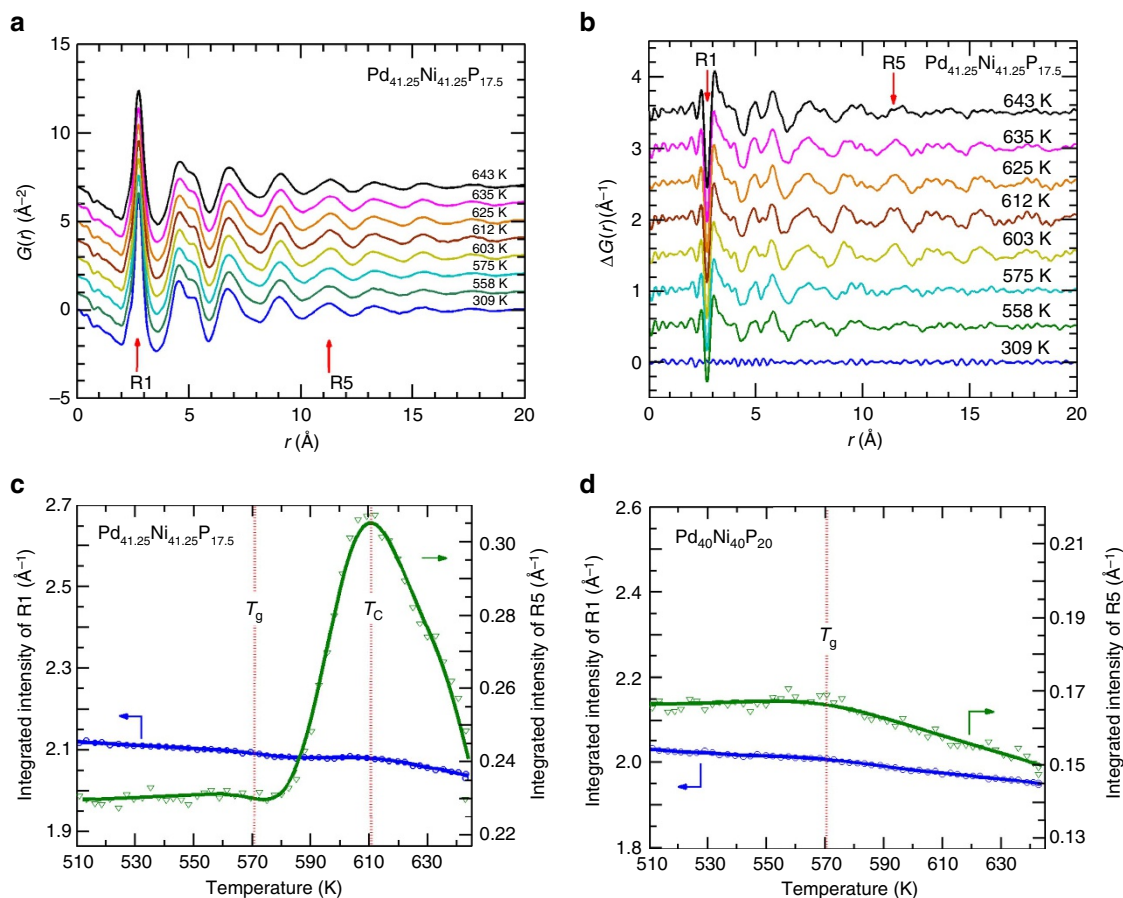 a
15
10
5
0
−5
G(r) (Å⁻²)
Pd₄₁.₂₅Ni₄₁.₂₅P₁₇.₅
643 K
635 K
625 K
612 K
603 K
575 K
558 K
309 K
R1
R5
0 5 10 15 20
r (Å)
b
4
3
2
1
0
ΔG(r) (Å⁻¹)
R1
R5
Pd₄₁.₂₅Ni₄₁.₂₅P₁₇.₅
643 K
635 K
625 K
612 K
603 K
575 K
558 K
309 K
0 5 10 15 20
r (Å)
c
2.7
2.5
2.3
2.1
1.9
Integrated intensity of R1 (Å⁻¹)
Pd₄₁.₂₅Ni₄₁.₂₅P₁₇.₅
Tg
TC
0.30
0.28
0.26
0.24
0.22
Integrated intensity of R5 (Å⁻¹)
510 530 550 570 590 610 630
Temperature (K)
d
2.6
2.4
2.2
2.0
1.8
Integrated intensity of R1 (Å⁻¹)
Pd₄₀Ni₄₀P₂₀
Tg
0.21
0.19
0.17
0.15
0.13
Integrated intensity of R5 (Å⁻¹)
510 530 550 570 590 610 630
Temperature (K)